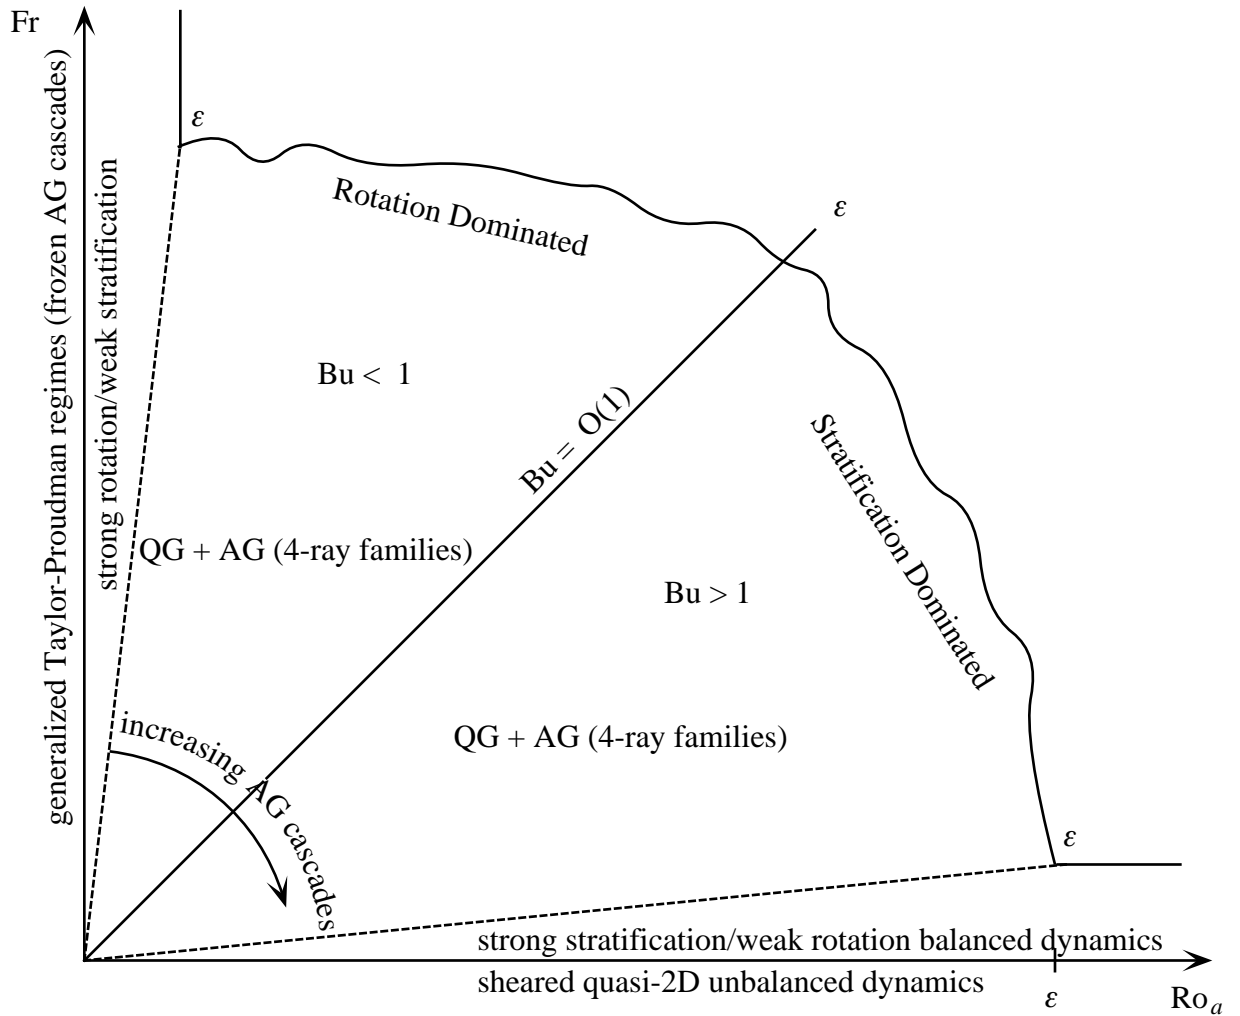 Fr
generalized Taylor-Proudman regimes (frozen AG cascades)
strong rotation/weak stratification
ε
Rotation Dominated
ε
Bu < 1
Bu = O(1)
Stratification Dominated
QG + AG (4-ray families)
Bu > 1
increasing AG cascades
QG + AG (4-ray families)
ε
strong stratification/weak rotation balanced dynamics
sheared quasi-2D unbalanced dynamics
ε
Ro_a